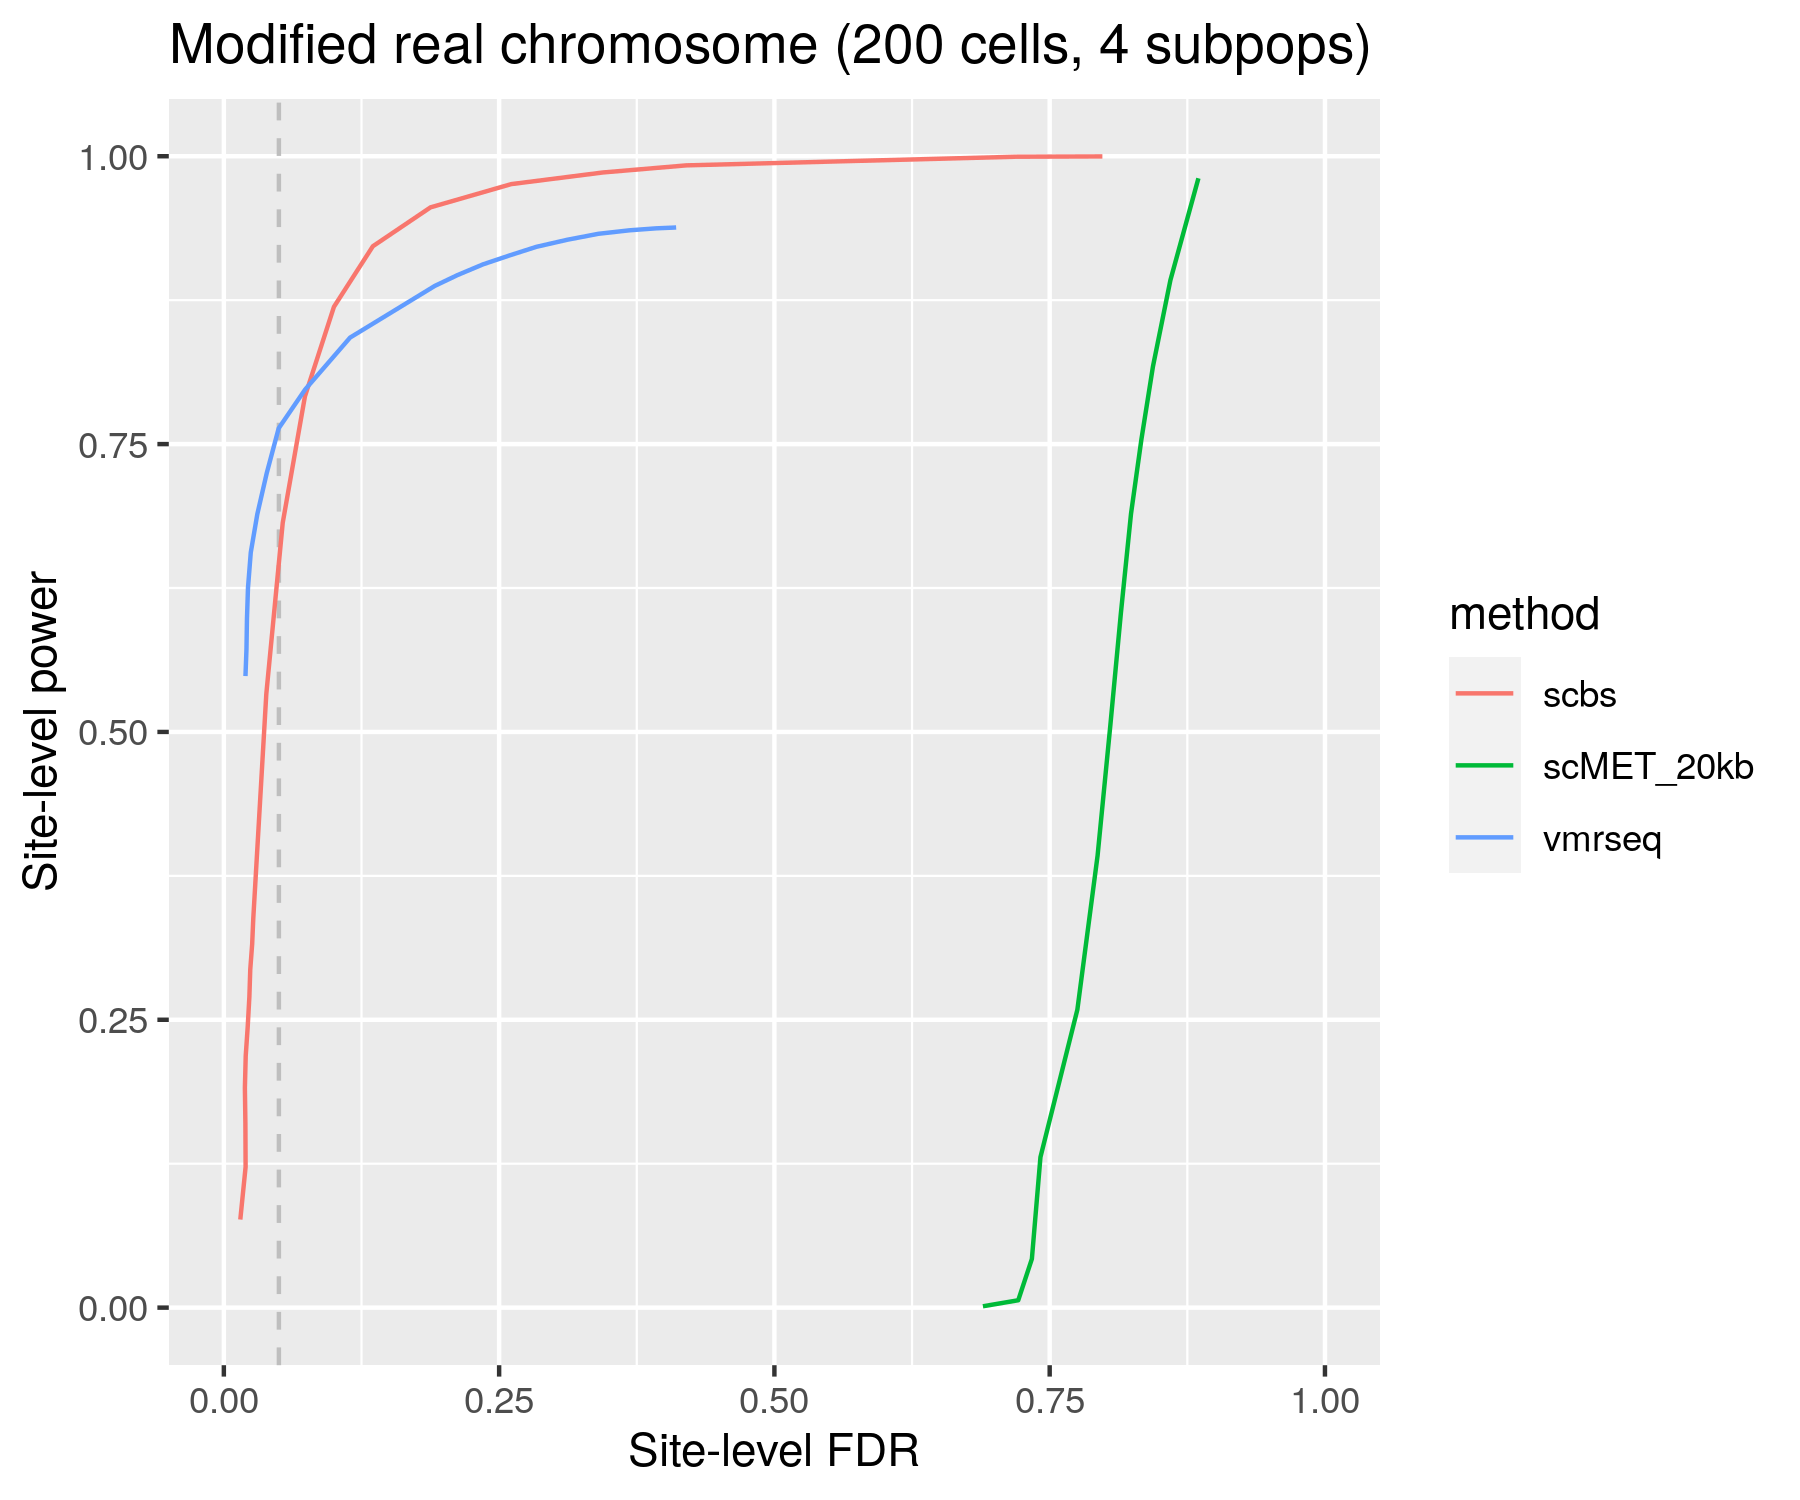 Modified real chromosome (200 cells, 4 subpops)
1.00
0.75
0.50
0.25
0.00
Site-level power
0.00 0.25 0.50 0.75 1.00
Site-level FDR
method
scbs
scMET_20kb
vmrseq